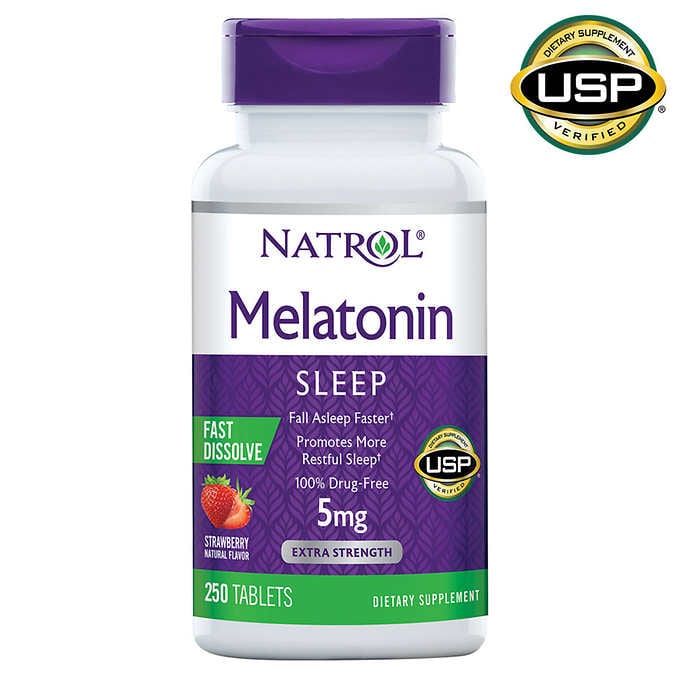 DIETARY SUPPLEMENT
USP
VERIFIED
®
NATROL®
Melatonin
SLEEP
Fall Asleep Faster†
Promotes More
Restful Sleep†
100% Drug-Free
5mg
EXTRA STRENGTH
FAST
DISSOLVE
STRAWBERRY
NATURAL FLAVOR
DIETARY SUPPLEMENT
USP
VERIFIED
®
250 TABLETS
DIETARY SUPPLEMENT